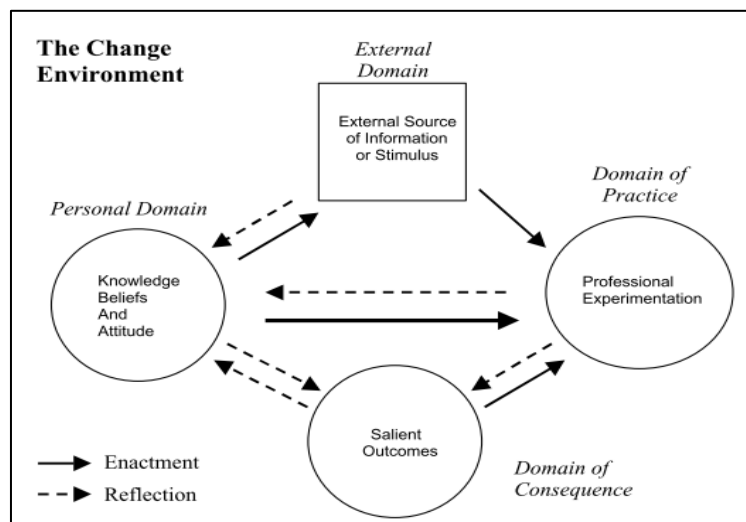 The Change
Environment
External
Domain
External Source
of Information
or Stimulus
Domain of
Practice
Personal Domain
Knowledge
Beliefs
And
Attitude
Professional
Experimentation
Salient
Outcomes
Domain of
Consequence
Enactment
Reflection